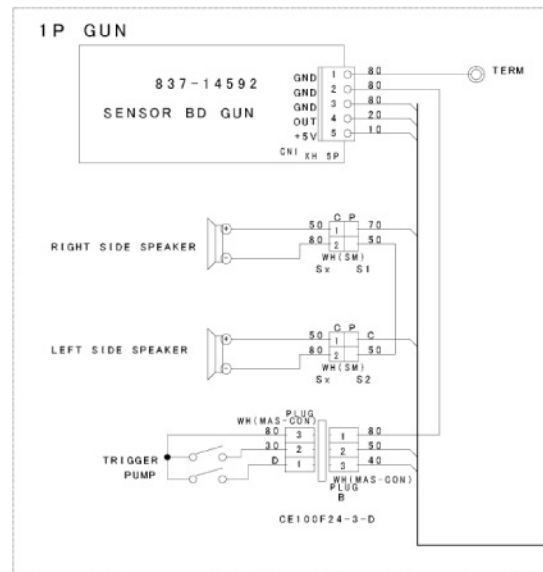 1P GUN
837-14592
SENSOR BD GUN
GND 1 80 TERM
GND 2 80
GND 3 80
OUT 4 20
+5V 5 10
CN1 XH 5P
C P
50 1 70
RIGHT SIDE SPEAKER
80 2 50
WH(SM)
Sx S1
C P
50 1 C
LEFT SIDE SPEAKER
80 2 50
WH(SM)
Sx S2
PLUG
WH(MAS-CON)
80 3 1 80
30 2 2 50
TRIGGER
D 1 3 40
PUMP
WH(MAS-CON)
PLUG
B
CE100F24-3-D